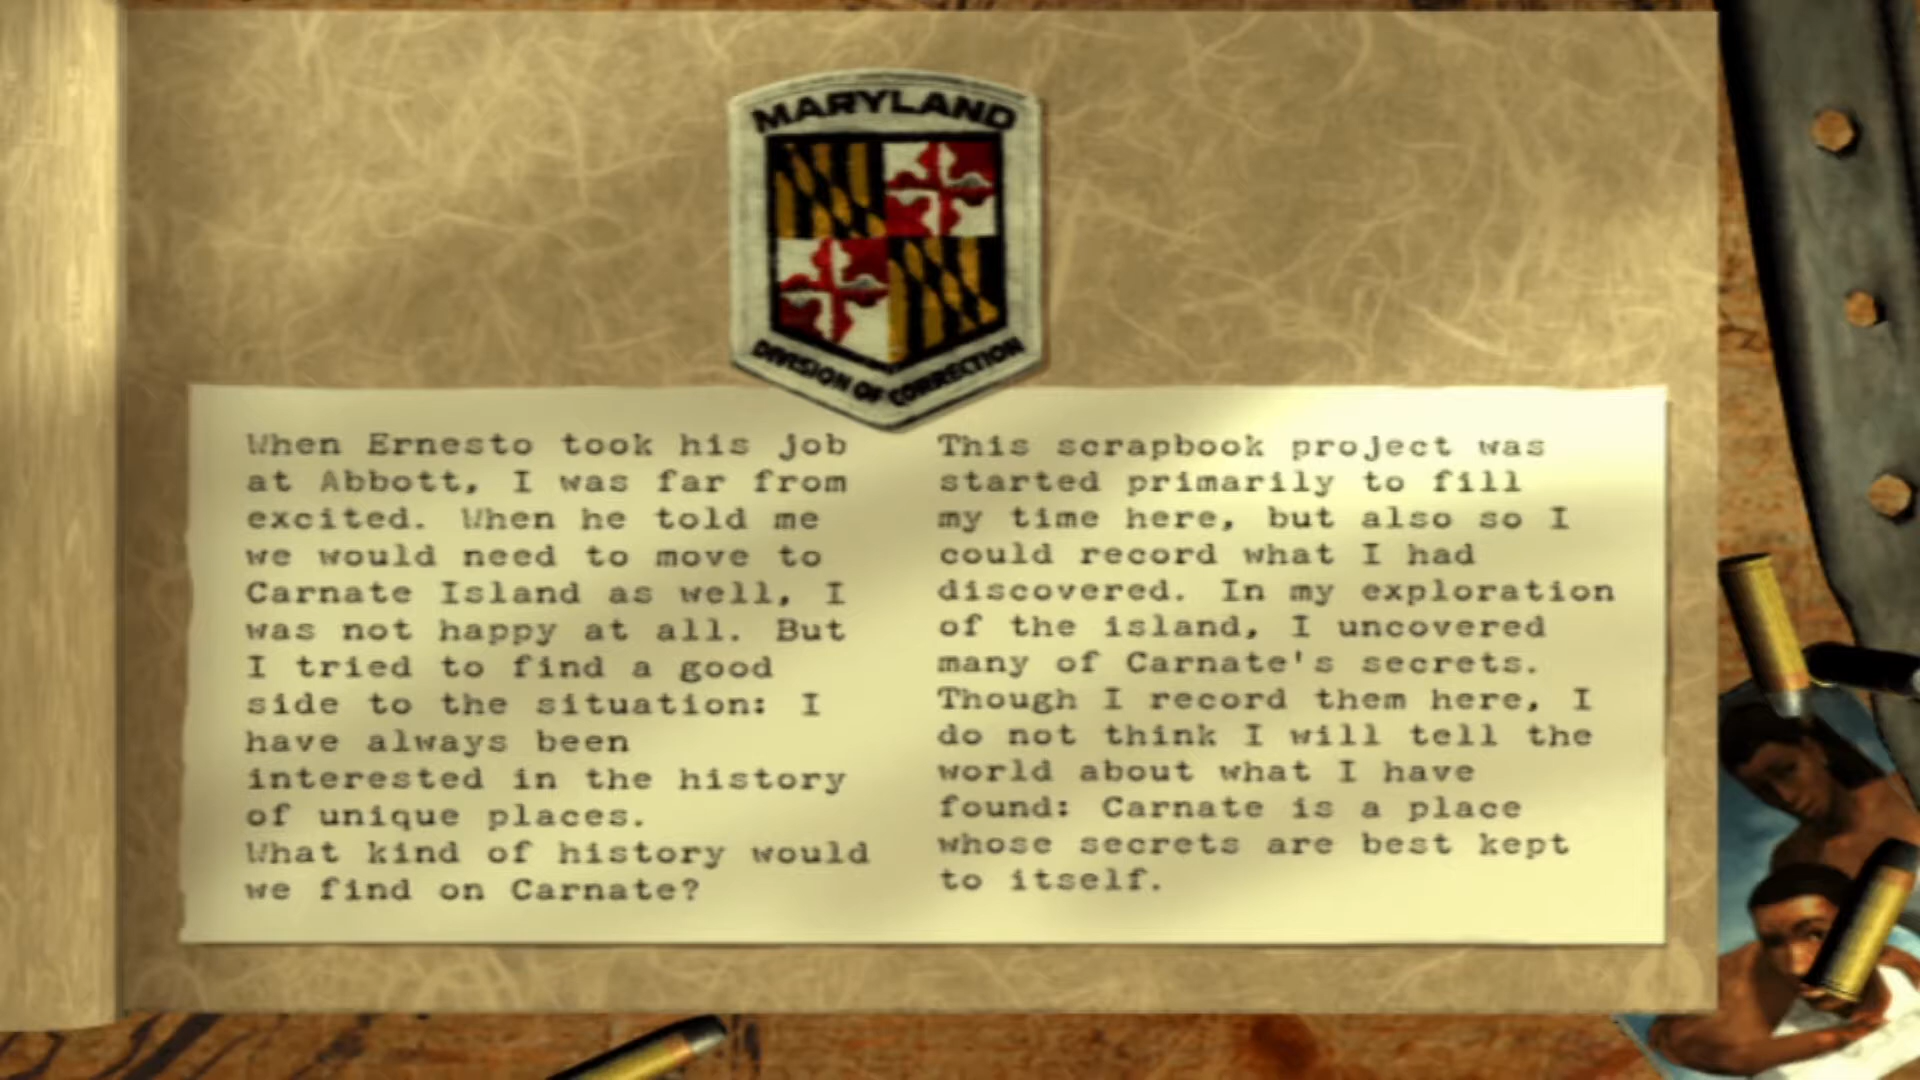 MARYLAND
DIVISION OF CORRECTION
When Ernesto took his job
at Abbott, I was far from
excited. When he told me
we would need to move to
Carnate Island as well, I
was not happy at all. But
I tried to find a good
side to the situation: I
have always been
interested in the history
of unique places.
What kind of history would
we find on Carnate?
This scrapbook project was
started primarily to fill
my time here, but also so I
could record what I had
discovered. In my exploration
of the island, I uncovered
many of Carnate's secrets.
Though I record them here, I
do not think I will tell the
world about what I have
found: Carnate is a place
whose secrets are best kept
to itself.